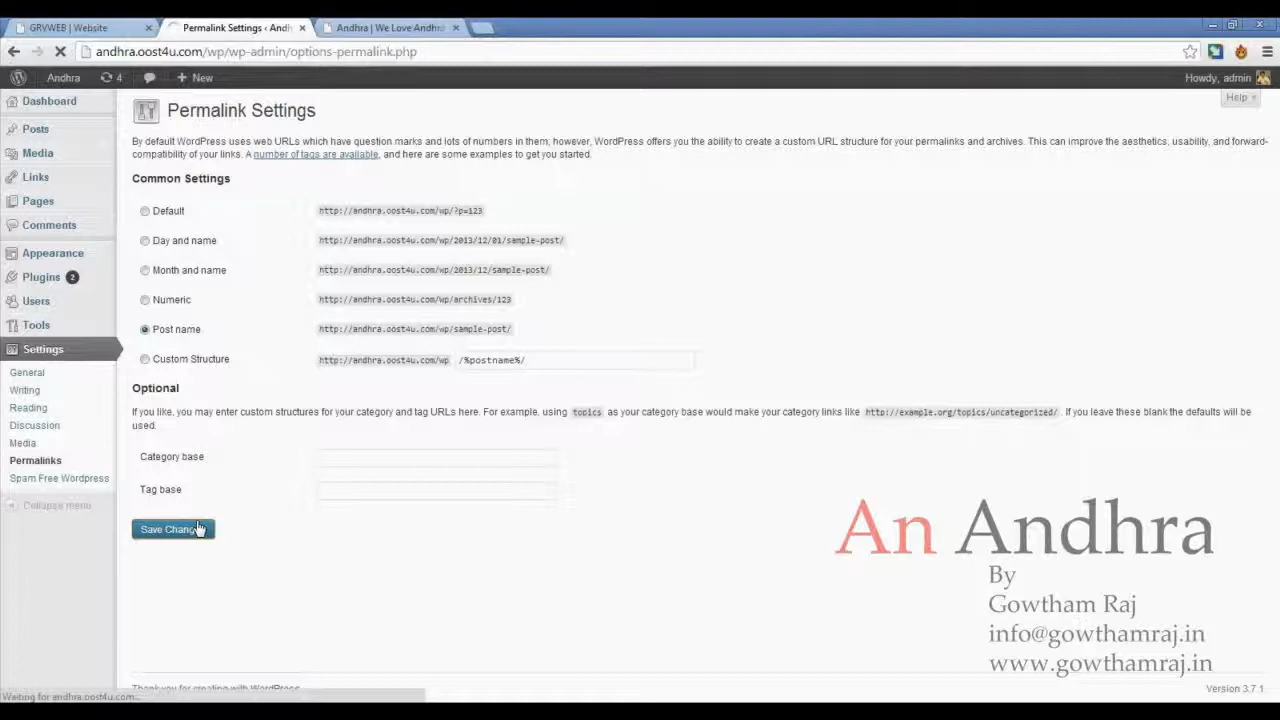 GRVWEB | Website
Permalink Settings ‹ Andh
Andhra | We Love Andhra
andhra.oost4u.com/wp/wp-admin/options-permalink.php
Andhra 4 New Howdy, admin
Help
Dashboard
Posts
Media
Links
Pages
Comments
Appearance
Plugins 2
Users
Tools
Settings
General
Writing
Reading
Discussion
Media
Permalinks
Spam Free Wordpress
Collapse menu
Permalink Settings
By default WordPress uses web URLs which have question marks and lots of numbers in them; however, WordPress offers you the ability to create a custom URL structure for your permalinks and archives. This can improve the aesthetics, usability, and forward-
compatibility of your links. A number of tags are available, and here are some examples to get you started.
Common Settings
Default http://andhra.oost4u.com/wp/?p=123
Day and name http://andhra.oost4u.com/wp/2013/12/01/sample-post/
Month and name http://andhra.oost4u.com/wp/2013/12/sample-post/
Numeric http://andhra.oost4u.com/wp/archives/123
Post name http://andhra.oost4u.com/wp/sample-post/
Custom Structure http://andhra.oost4u.com/wp /%postname%/
Optional
If you like, you may enter custom structures for your category and tag URLs here. For example, using topics as your category base would make your category links like http://example.org/topics/uncategorized/ . If you leave these blank the defaults will be
used.
Category base
Tag base
Save Chang
An Andhra
By
Gowtham Raj
info@gowthamraj.in
www.gowthamraj.in
Thank you for creating with WordPress
Version 3.7.1
Waiting for andhra.oost4u.com...